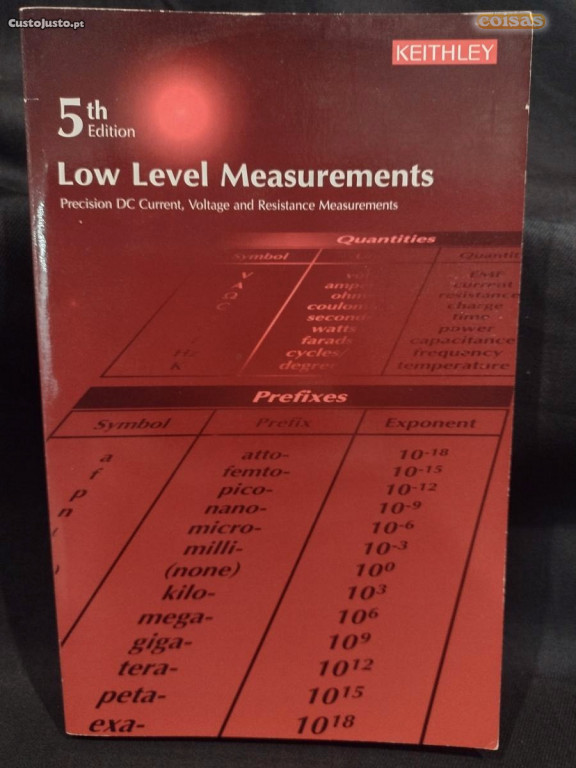 CustoJusto.pt
coisas
KEITHLEY
5th
Edition
Low Level Measurements
Precision DC Current, Voltage and Resistance Measurements
Quantities
Symbol Quantit
V EMF
A amp current
Ω ohm resistance
C coulom charge
second time
watts power
farad capacitance
Hz cycles/ frequency
K degre temperature
Prefixes
Symbol Prefix Exponent
a atto- 10-18
f femto- 10-15
p pico- 10-12
n nano- 10-9
micro- 10-6
milli- 10-3
(none) 100
kilo- 103
mega- 106
giga- 109
tera- 1012
peta- 1015
exa- 1018